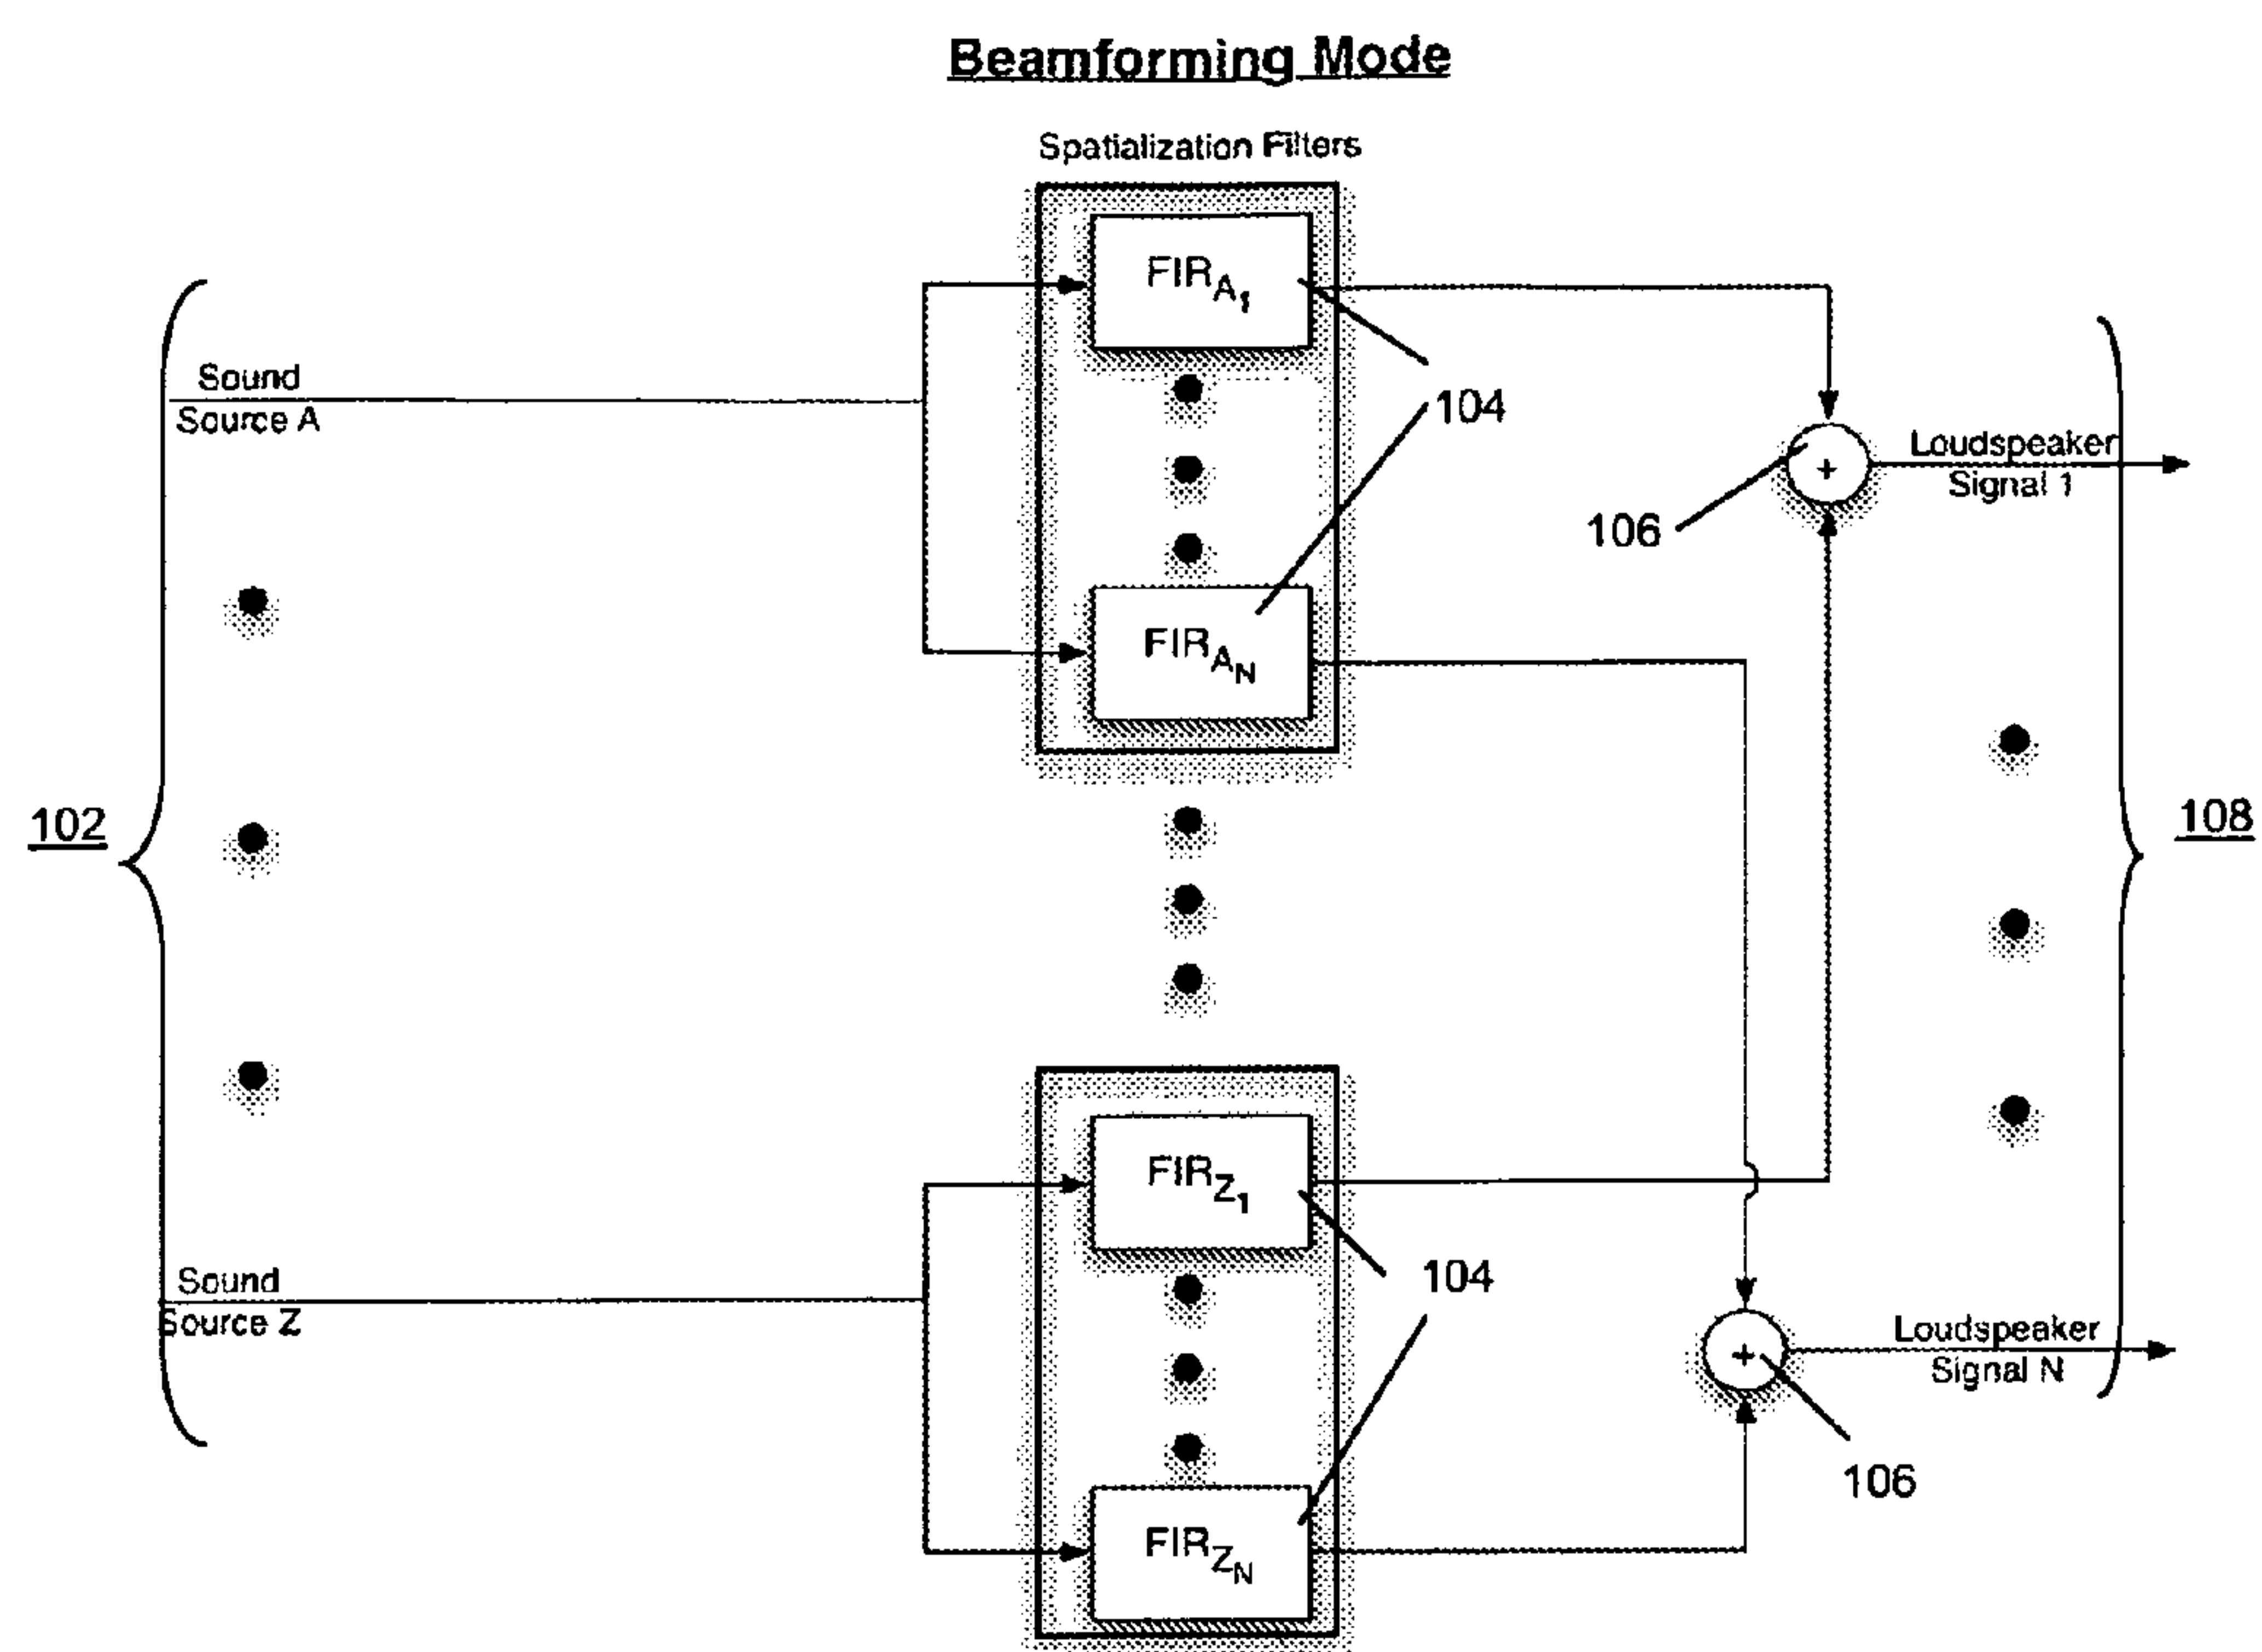 Beamforming Mode
Spatialization Filters
FIRA1
Sound
Source A
104
Loudspeaker
Signal 1
106
FIRAN
102
108
FIRZ1
Sound
Source Z
104
Loudspeaker
Signal N
106
FIRZN